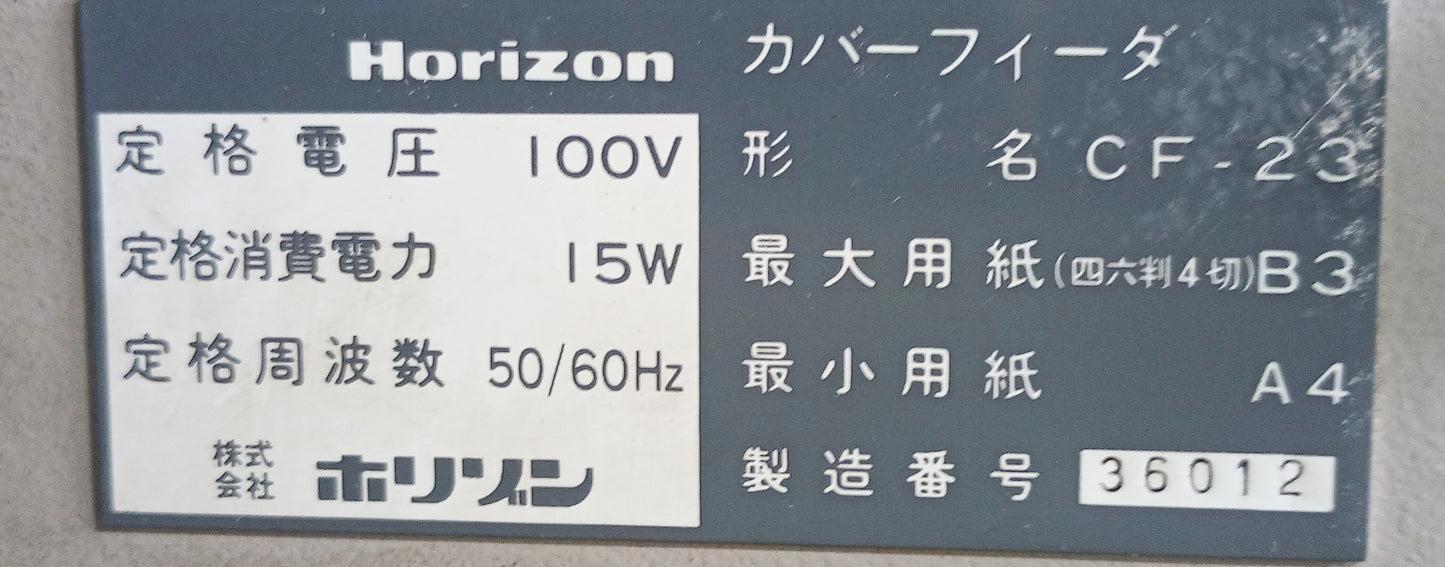 Horizon カバーフィーダ
定格電圧 100V
定格消費電力 15W
定格周波数 50/60Hz
株式会社 ホリゾン
形名 CF-23
最大用紙(四六判4切)B3
最小用紙 A4
製造番号 36012